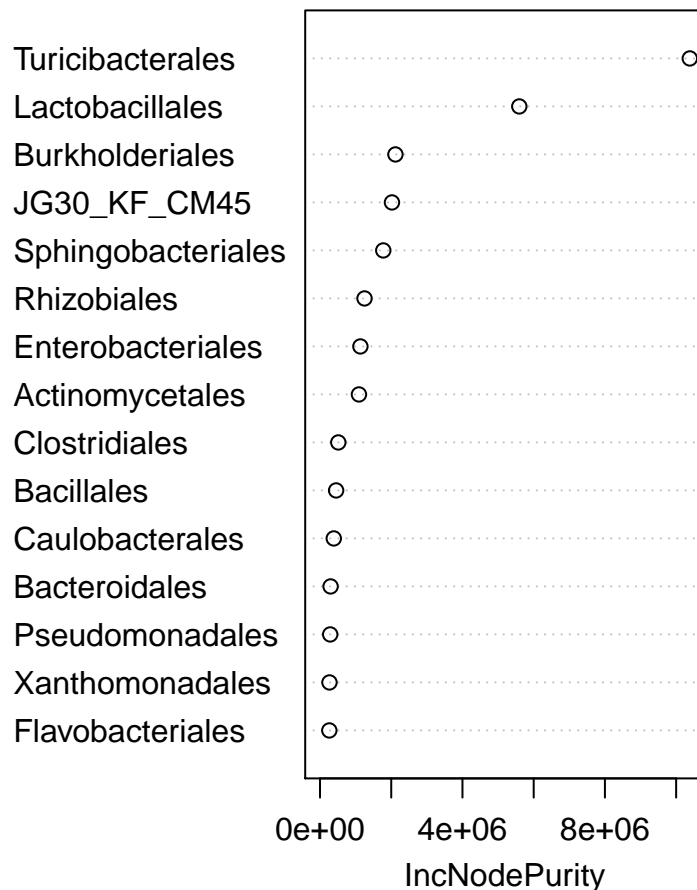 Turicibacterales
Lactobacillales
Burkholderiales
JG30_KF_CM45
Sphingobacteriales
Rhizobiales
Enterobacteriales
Actinomycetales
Clostridiales
Bacillales
Caulobacterales
Bacteroidales
Pseudomonadales
Xanthomonadales
Flavobacteriales
0e+00 4e+06 8e+06
IncNodePurity